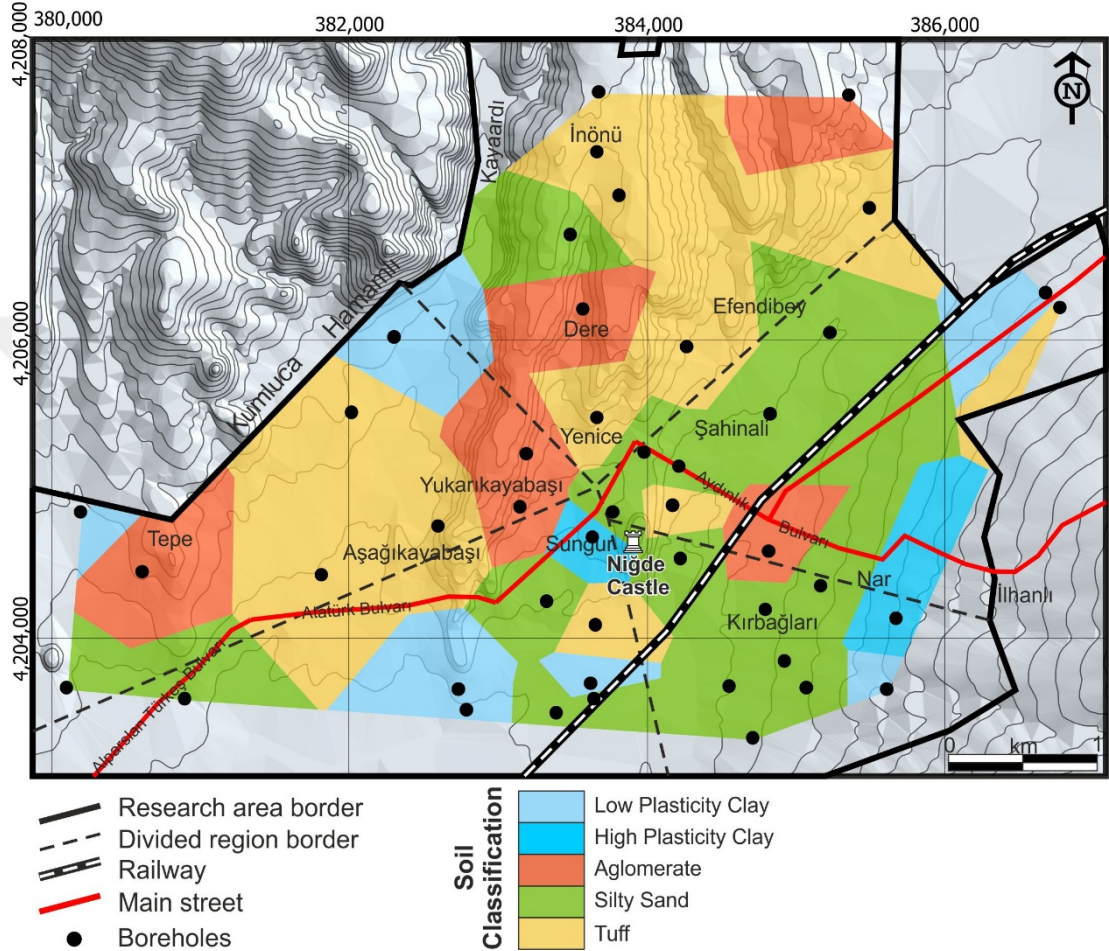 380,000
382,000
384,000
386,000
4,208,000
4,206,000
4,204,000
N
Kayaardı
İnönü
Hamamlı
Kumluca
Dere
Efendibey
Yenice
Şahinali
Yukarıkayabaşı
Aydınlık
Bulvarı
Tepe
Aşağıkayabaşı
Sungur
Niğde
Castle
Nar
İlhanlı
Atatürk Bulvarı
Kırbağları
Alparslan Türkeş Bulvarı
0 km 1
Research area border
Divided region border
Railway
Main street
Boreholes
Soil
Classification
Low Plasticity Clay
High Plasticity Clay
Aglomerate
Silty Sand
Tuff